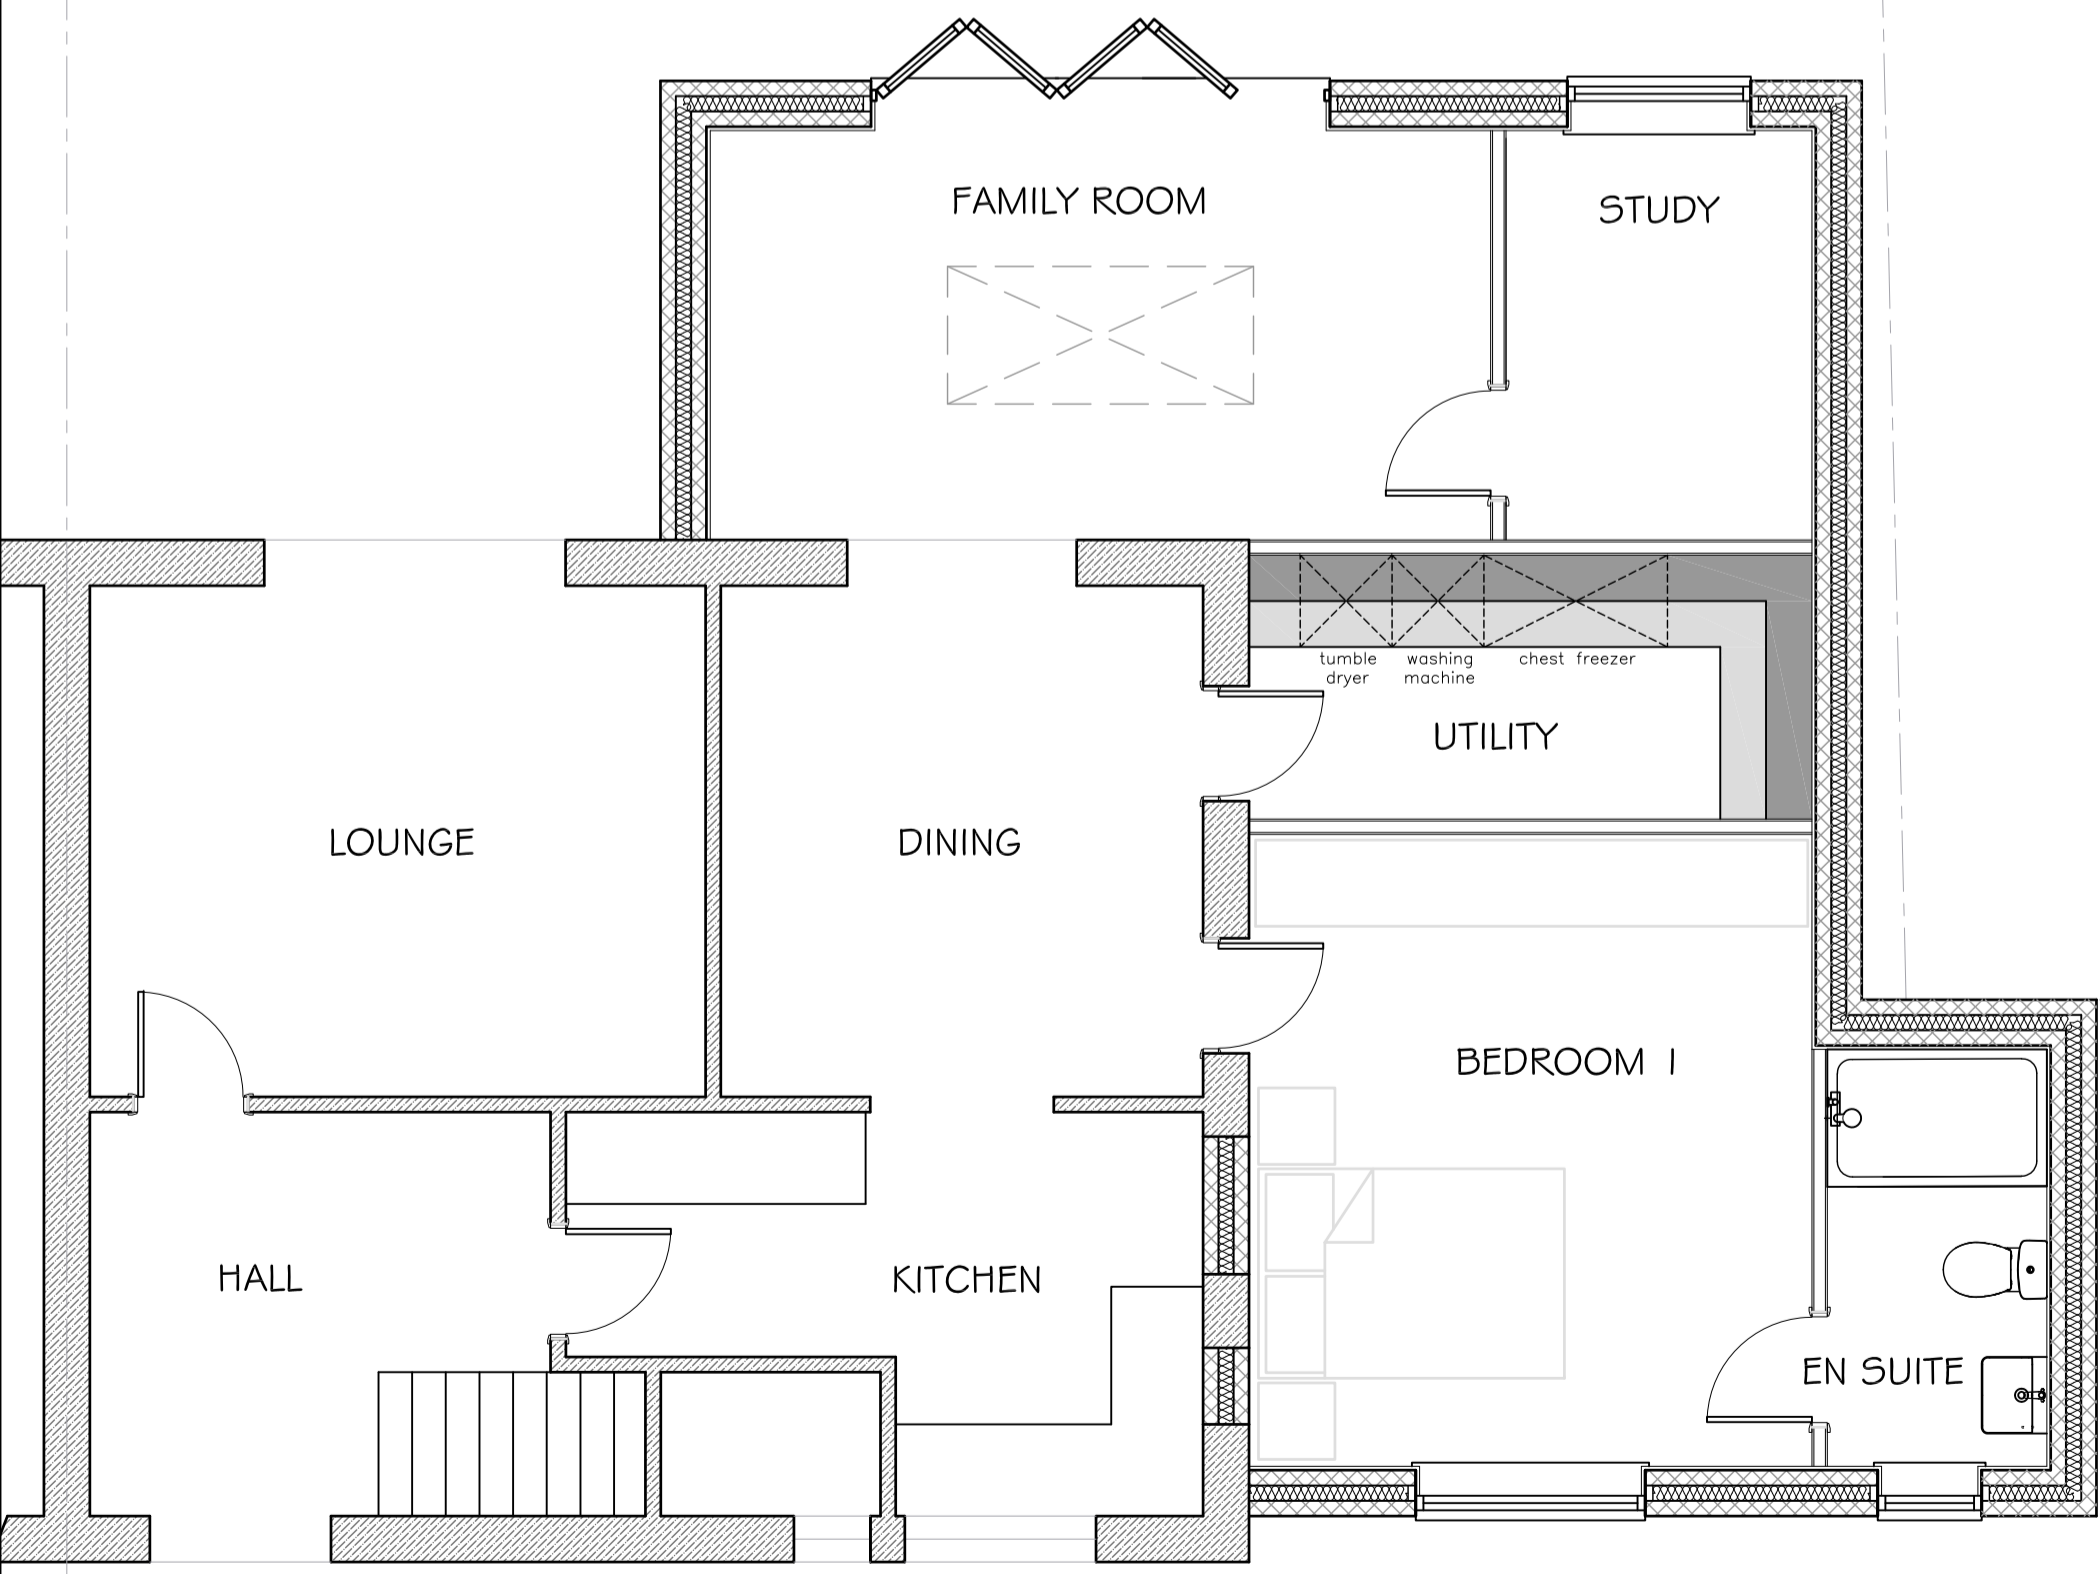 FAMILY ROOM
STUDY
tumble
dryer
washing
machine
chest freezer
UTILITY
LOUNGE
DINING
BEDROOM 1
HALL
KITCHEN
EN SUITE